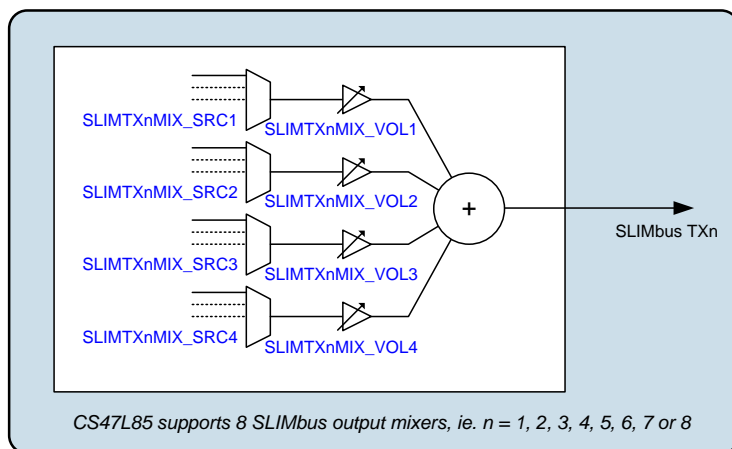 SLIMTXnMIX_SRC1
SLIMTXnMIX_VOL1
SLIMTXnMIX_SRC2
SLIMTXnMIX_VOL2
+
SLIMbus TXn
SLIMTXnMIX_SRC3
SLIMTXnMIX_VOL3
SLIMTXnMIX_SRC4
SLIMTXnMIX_VOL4
CS47L85 supports 8 SLIMbus output mixers, ie. n = 1, 2, 3, 4, 5, 6, 7 or 8